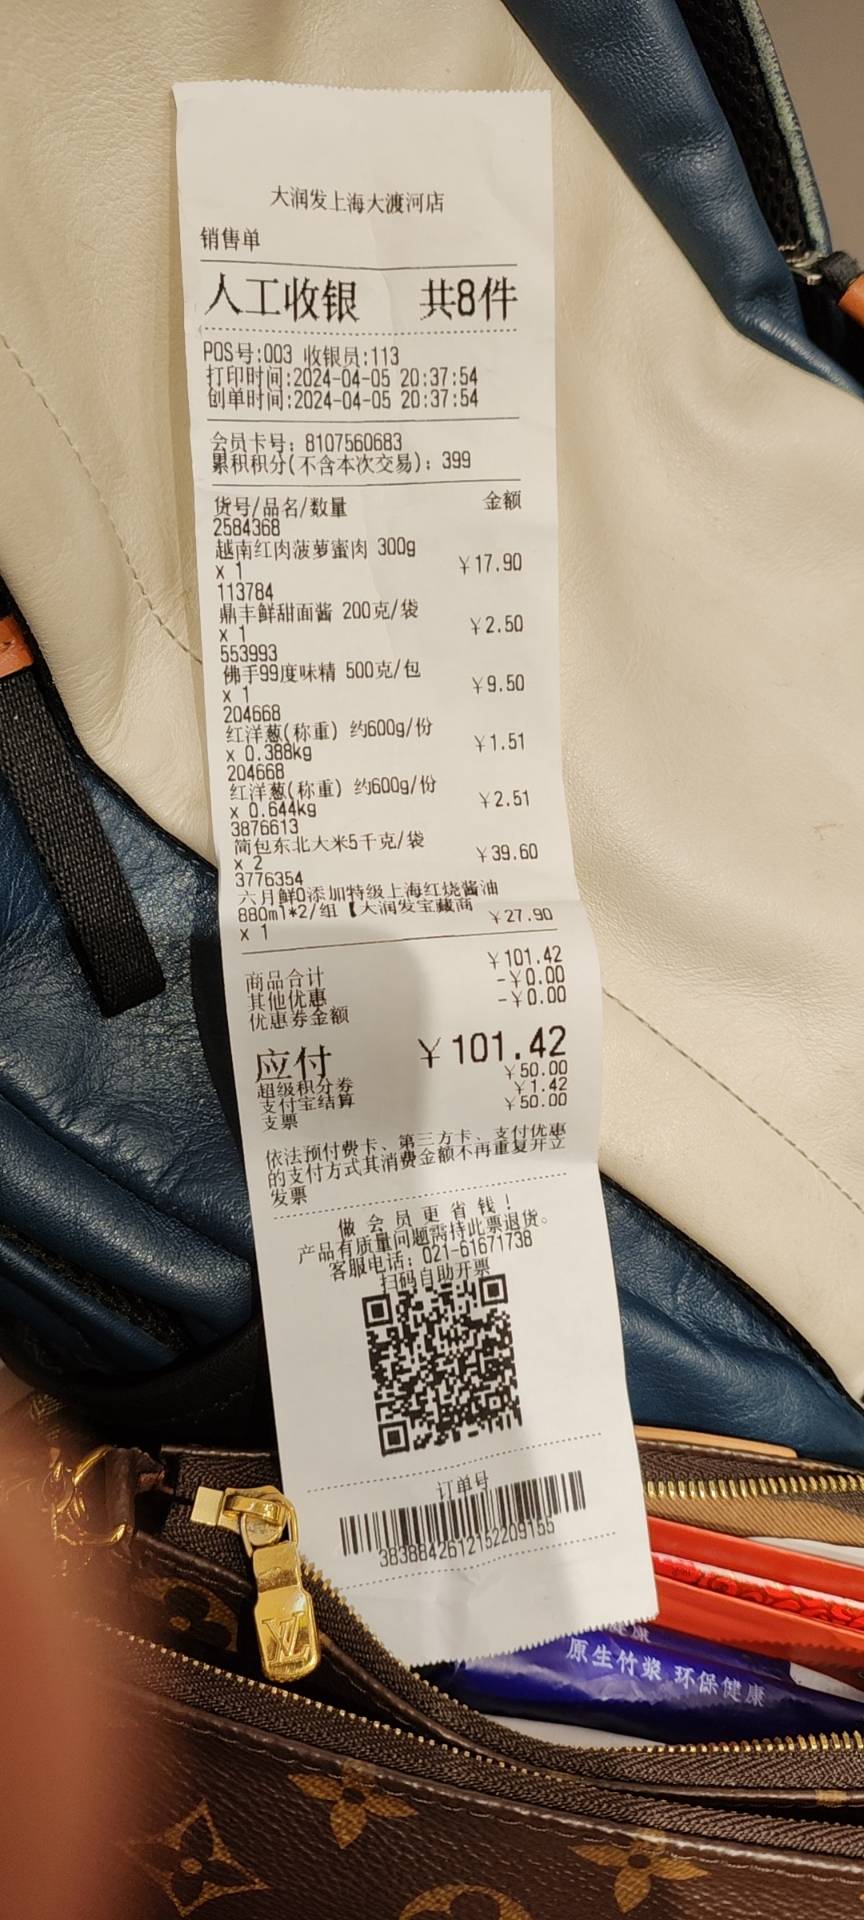 大润发上海大渡河店
销售单
人工收银 共8件
POS号:003 收银员:113
打印时间:2024-04-05 20:37:54
创单时间:2024-04-05 20:37:54
会员卡号: 8107560683
累积积分(不含本次交易): 399
货号/品名/数量 金额
2584368
越南红肉菠萝蜜肉 300g
x 1 ¥17.90
113784
鼎丰鲜甜面酱 200克/袋
x 1 ¥2.50
553993
佛手99度味精 500克/包
x 1 ¥9.50
204668
红洋葱(称重) 约600g/份
x 0.388kg ¥1.51
204668
红洋葱(称重) 约600g/份
x 0.644kg ¥2.51
3876613
简包东北大米5千克/袋
x 2 ¥39.60
3776354
六月鲜0添加特级上海红烧酱油
880ml*2/组【大润发宝藏商
x 1 ¥27.90
商品合计 ¥101.42
其他优惠 -¥0.00
优惠券金额 -¥0.00
应付 ¥101.42
超级积分券 ¥50.00
支付宝结算 ¥1.42
支票 ¥50.00
依法预付费卡、第三方卡、支付优惠
的支付方式其消费金额不再重复开立
发票
做会员更省钱!
产品有质量问题需持此票退货。
客服电话: 021-61671738
扫码自助开票
订单号
3838842612152209155
健康
原生竹浆 环保健康
LV